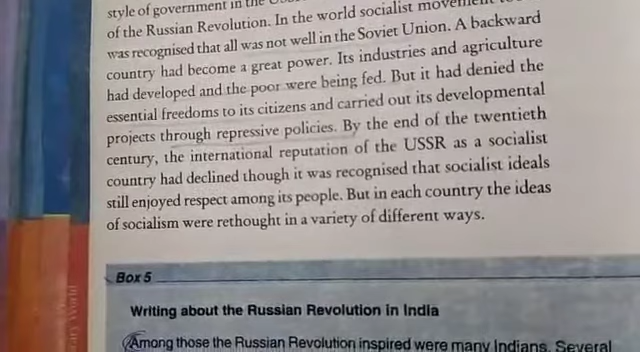 style of government in the
of the Russian Revolution. In the world socialist movement
was recognised that all was not well in the Soviet Union. A backward
country had become a great power. Its industries and agriculture
had developed and the poor were being fed. But it had denied the
essential freedoms to its citizens and carried out its developmental
projects through repressive policies. By the end of the twentieth
century, the international reputation of the USSR as a socialist
country had declined though it was recognised that socialist ideals
still enjoyed respect among its people. But in each country the ideas
of socialism were rethought in a variety of different ways.
Box 5
Writing about the Russian Revolution in India
Among those the Russian Revolution inspired were many Indians. Several